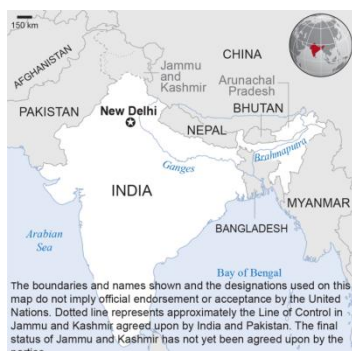 150 km
CHINA
AFGHANISTAN
Jammu
and
Kashmir
Arunachal
Pradesh
BHUTAN
PAKISTAN
New Delhi
NEPAL
Brahmaputra
Ganges
INDIA
MYANMAR
BANGLADESH
Arabian
Sea
Bay of Bengal
The boundaries and names shown and the designations used on this
map do not imply official endorsement or acceptance by the United
Nations. Dotted line represents approximately the Line of Control in
Jammu and Kashmir agreed upon by India and Pakistan. The final
status of Jammu and Kashmir has not yet been agreed upon by the